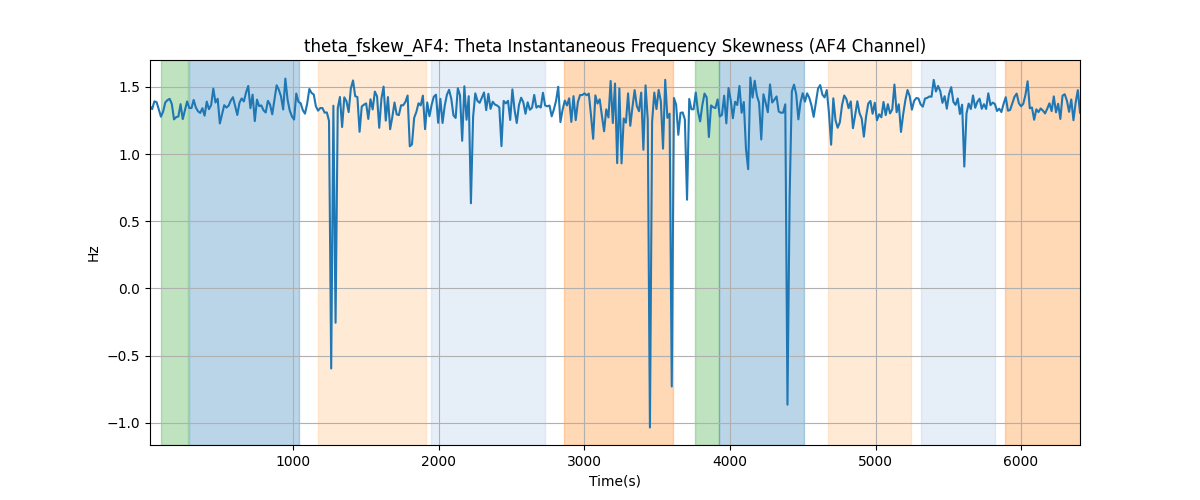 theta_fskew_AF4: Theta Instantaneous Frequency Skewness (AF4 Channel)
Hz
1.5
1.0
0.5
0.0
−0.5
−1.0
1000 2000 3000 4000 5000 6000
Time(s)